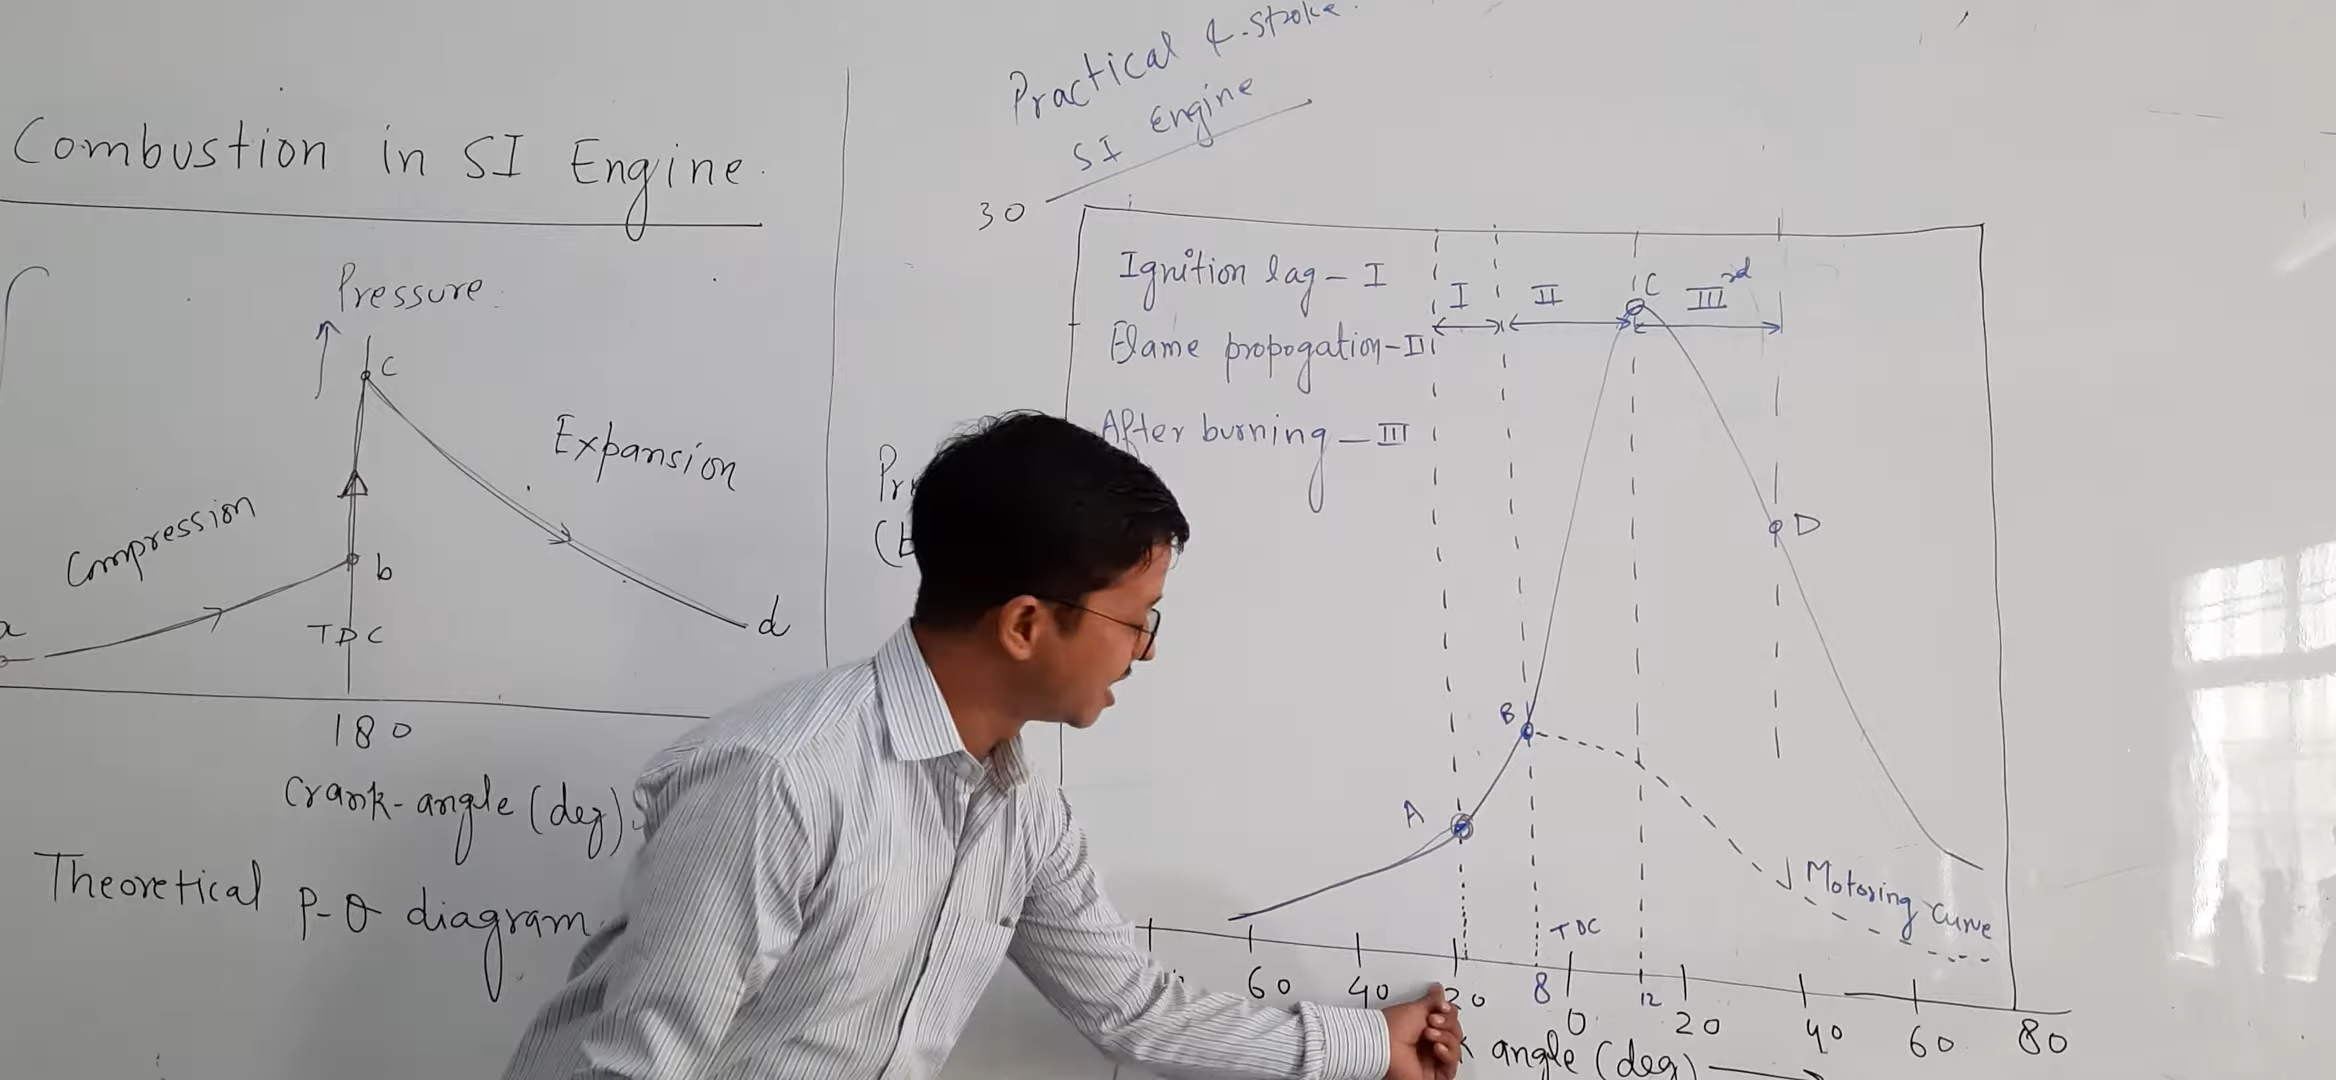 Combustion in SI Engine.
Pressure
c
Expansion
Compression
b
a
TDC
d
180
Crank-angle (deg).
Theoretical P-θ diagram.
Practical 4-stroke.
SI Engine
30
Ignition lag - I
Flame propogation - II
After burning - III
I
II
C
III rd
D
B
A
Motoring Curve
TDC
60
40
20
8
0
12
20
40
60
80
angle (deg)